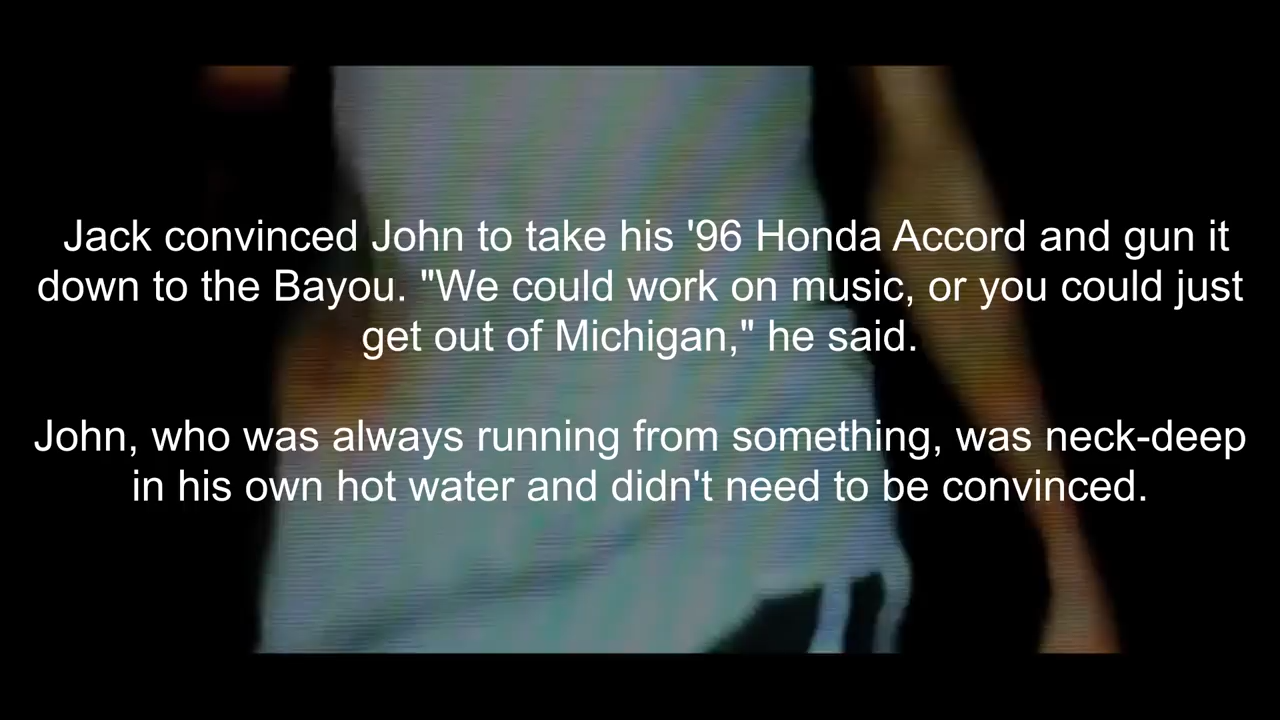 Jack convinced John to take his '96 Honda Accord and gun it
down to the Bayou. "We could work on music, or you could just
get out of Michigan," he said.
John, who was always running from something, was neck-deep
in his own hot water and didn't need to be convinced.